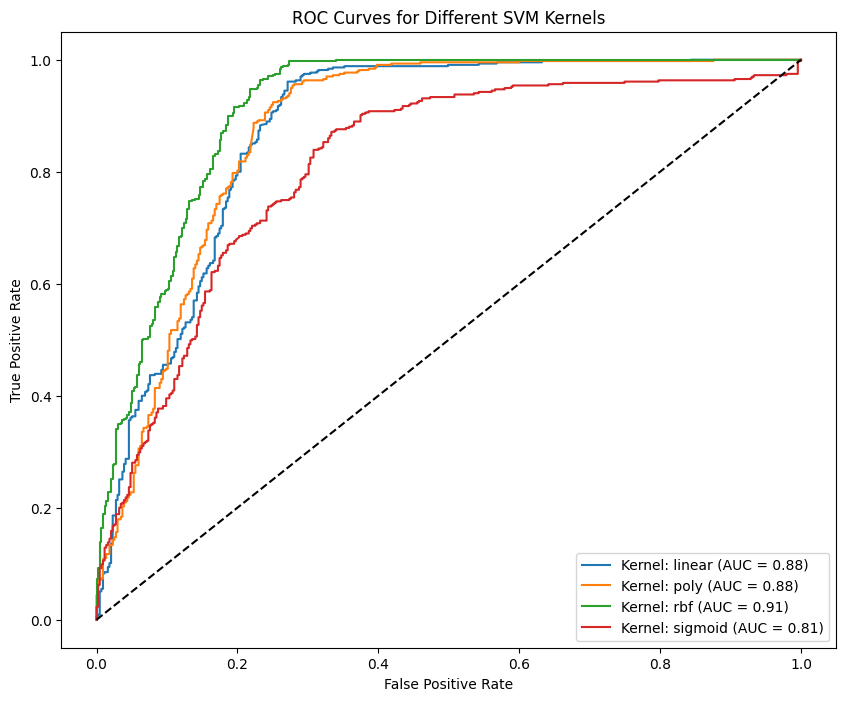 ROC Curves for Different SVM Kernels
True Positive Rate
1.0
0.8
0.6
0.4
0.2
0.0
Kernel: linear (AUC = 0.88)
Kernel: poly (AUC = 0.88)
Kernel: rbf (AUC = 0.91)
Kernel: sigmoid (AUC = 0.81)
0.0 0.2 0.4 0.6 0.8 1.0
False Positive Rate